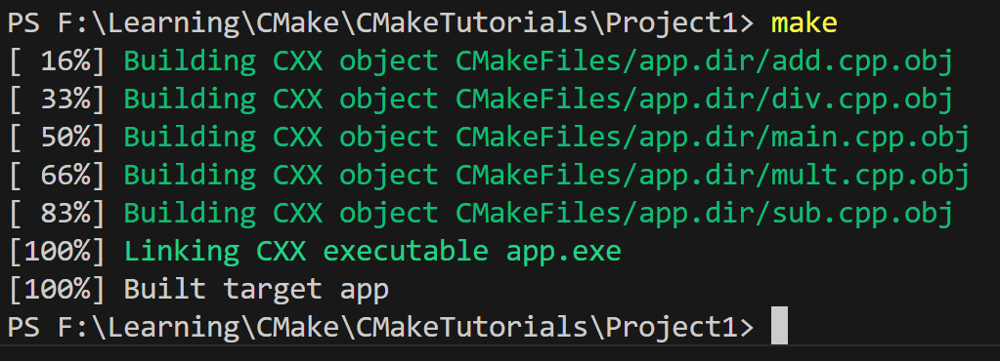 PS F:\Learning\CMake\CMakeTutorials\Project1> make
[ 16%] Building CXX object CMakeFiles/app.dir/add.cpp.obj
[ 33%] Building CXX object CMakeFiles/app.dir/div.cpp.obj
[ 50%] Building CXX object CMakeFiles/app.dir/main.cpp.obj
[ 66%] Building CXX object CMakeFiles/app.dir/mult.cpp.obj
[ 83%] Building CXX object CMakeFiles/app.dir/sub.cpp.obj
[100%] Linking CXX executable app.exe
[100%] Built target app
PS F:\Learning\CMake\CMakeTutorials\Project1>